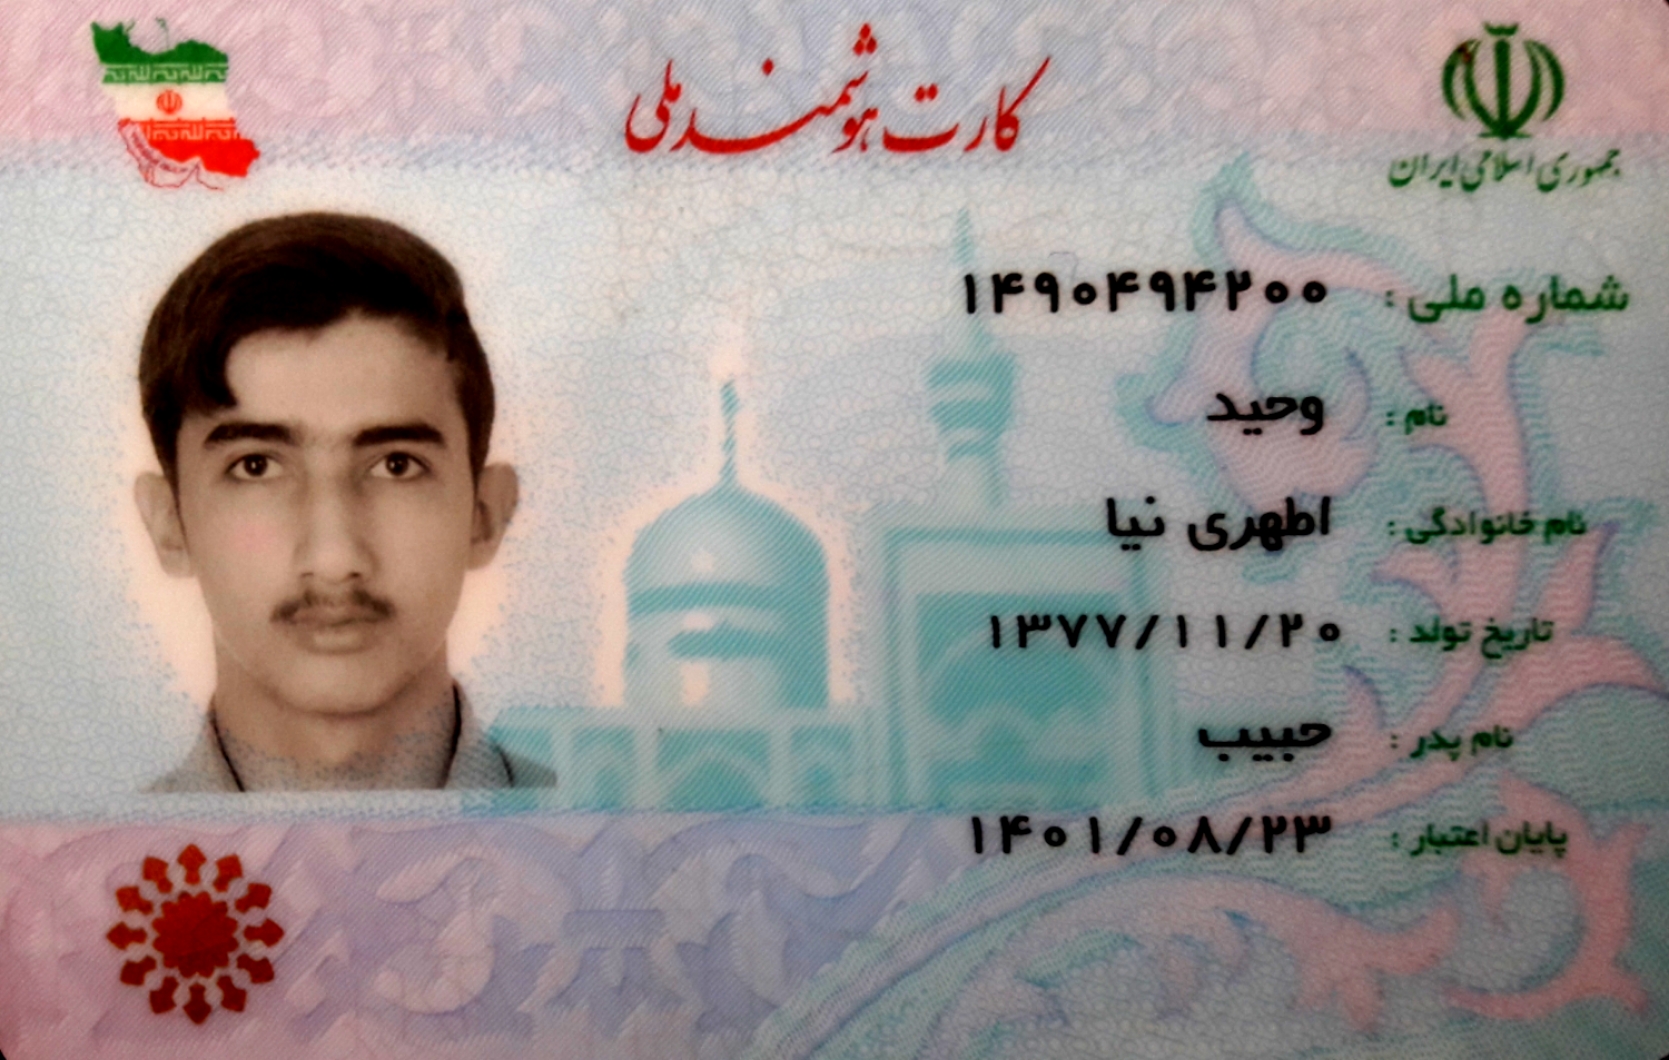 کارت هوشمند ملی
جمهوری اسلامی ایران
شماره ملی : ۱۴۹۰۴۹۴۲۰۰
نام : وحید
نام خانوادگی : اطهری نیا
تاریخ تولد : ۱۳۷۷/۱۱/۲۰
نام پدر : حبیب
پایان اعتبار : ۱۴۰۱/۰۸/۲۳